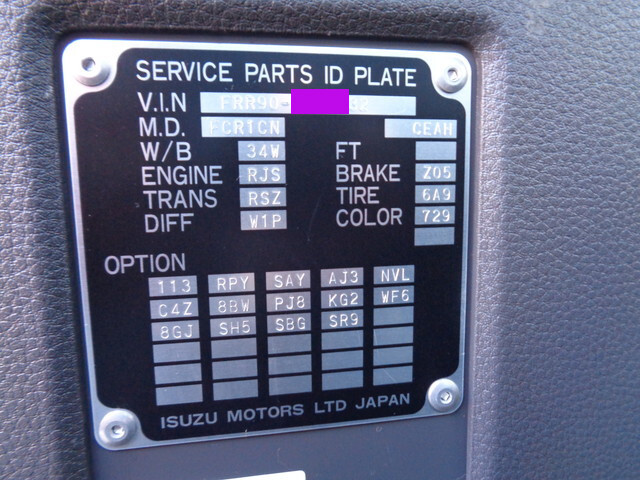 SERVICE PARTS ID PLATE
V.I.N FRR90- 32
M.D. FCR1CN CEAH
W/B 34W FT
ENGINE RJS BRAKE Z05
TRANS RSZ TIRE 6A9
DIFF W1P COLOR 729
OPTION
113 RPY SAY AJ3 NVL
C4Z 8BW PJ8 KG2 WF6
8GJ SH5 SBG SR9
ISUZU MOTORS LTD JAPAN